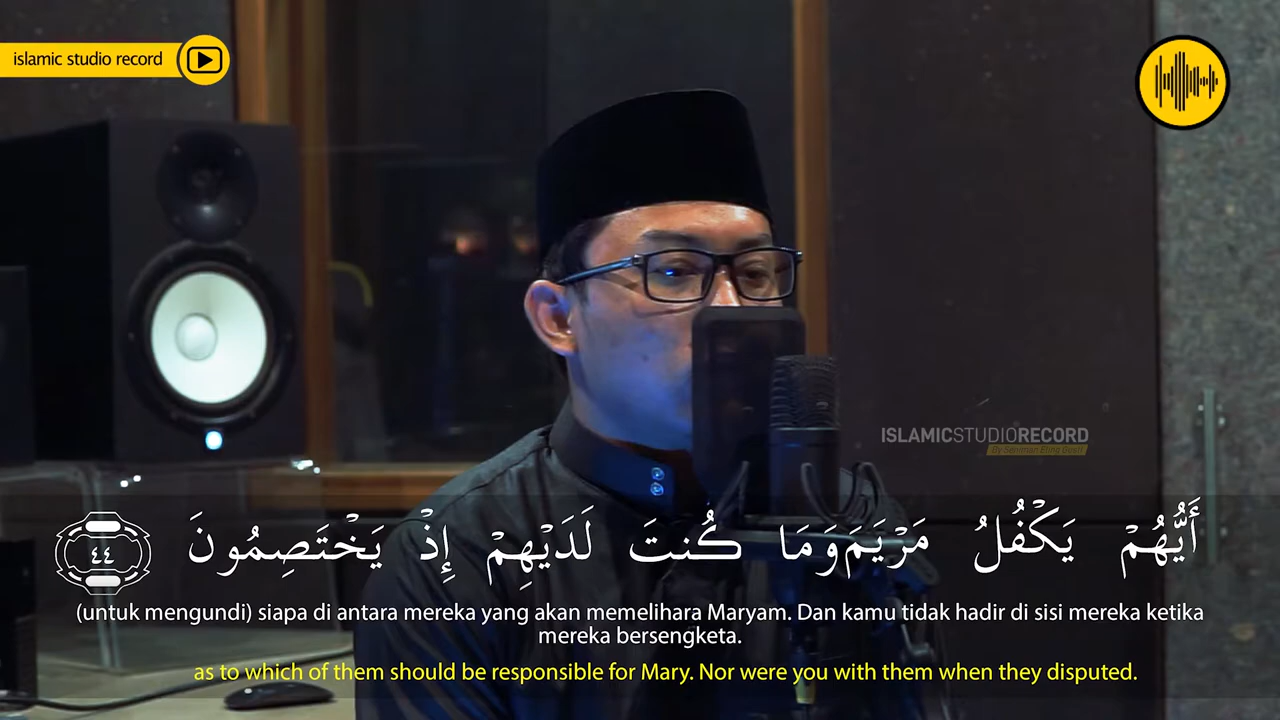 islamic studio record
ISLAMICSTUDIORECORD
أَيُّهُمْ يَكْفُلُ مَرْيَمَ وَمَا كُنتَ لَدَيْهِمْ إِذْ يَخْتَصِمُونَ ٤٤
(untuk mengundi) siapa di antara mereka yang akan memelihara Maryam. Dan kamu tidak hadir di sisi mereka ketika
mereka bersengketa.
as to which of them should be responsible for Mary. Nor were you with them when they disputed.